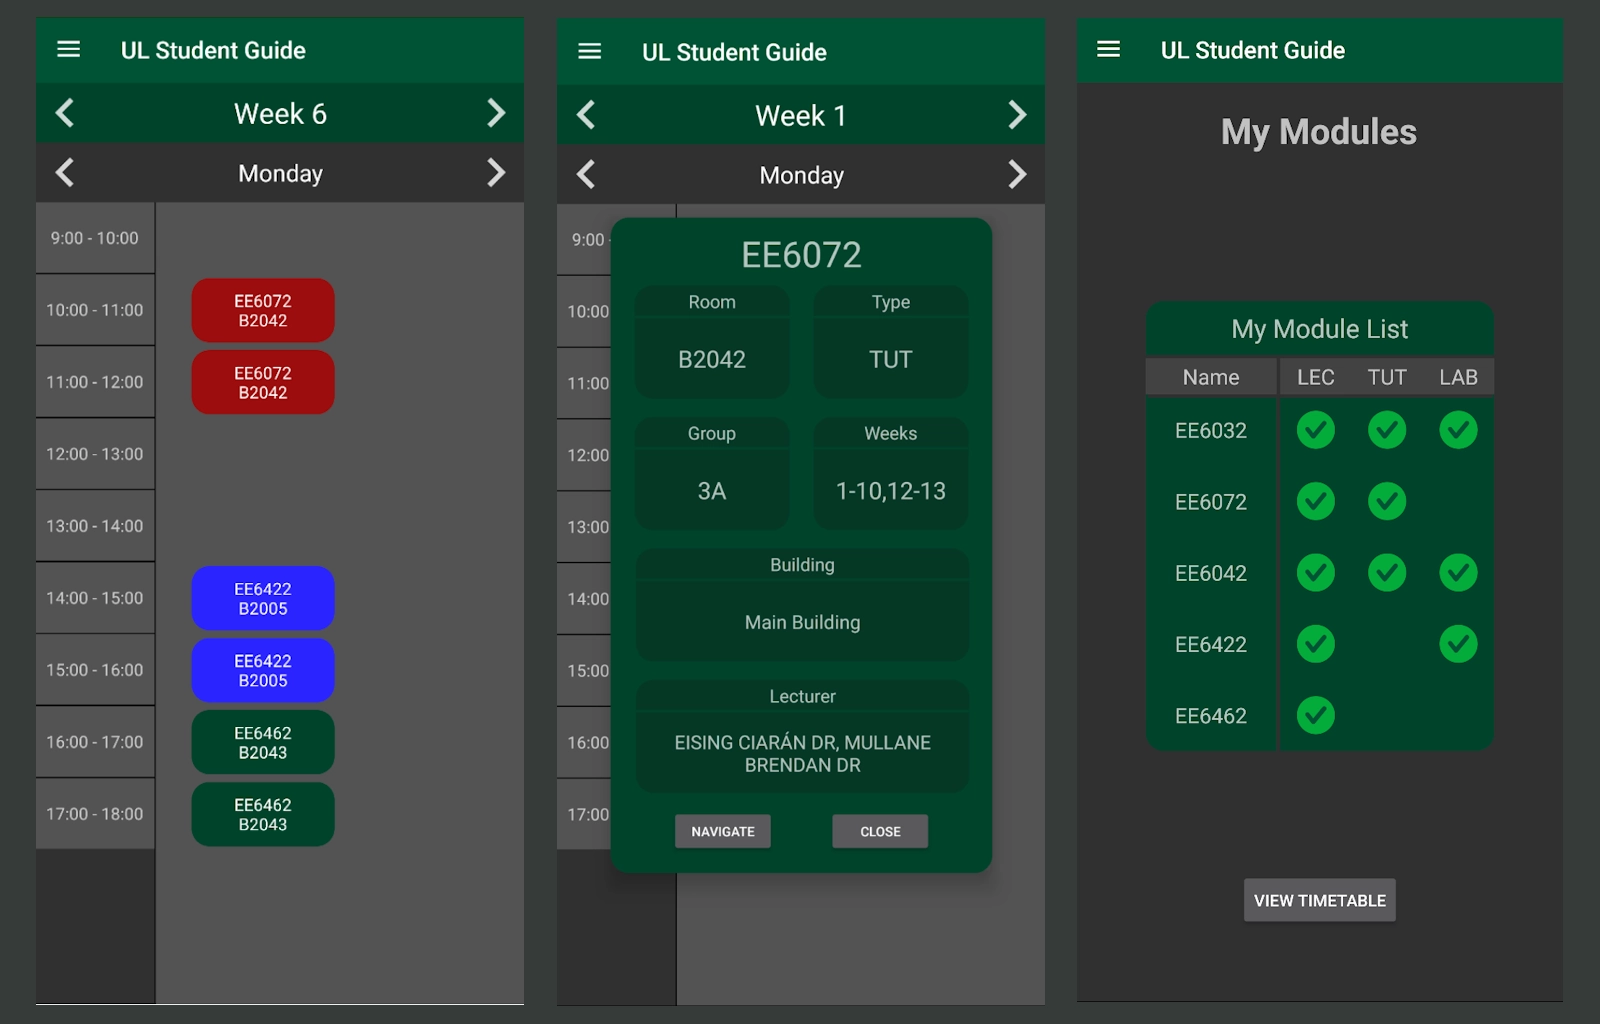 UL Student Guide
Week 6
Monday
9:00 - 10:00
10:00 - 11:00
EE6072
B2042
11:00 - 12:00
EE6072
B2042
12:00 - 13:00
13:00 - 14:00
14:00 - 15:00
EE6422
B2005
15:00 - 16:00
EE6422
B2005
16:00 - 17:00
EE6462
B2043
17:00 - 18:00
EE6462
B2043
UL Student Guide
Week 1
Monday
9:00 -
10:00
11:00
12:00
13:00
14:00
15:00
16:00
17:00
EE6072
Room Type
B2042 TUT
Group Weeks
3A 1-10,12-13
Building
Main Building
Lecturer
EISING CIARÁN DR, MULLANE
BRENDAN DR
NAVIGATE CLOSE
UL Student Guide
My Modules
My Module List
Name LEC TUT LAB
EE6032
EE6072
EE6042
EE6422
EE6462
VIEW TIMETABLE